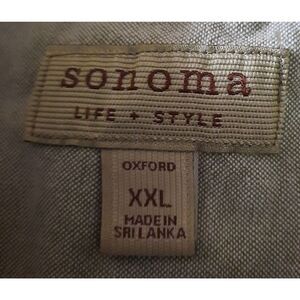 sonoma
LIFE + STYLE
OXFORD
XXL
MADE IN
SRI LANKA